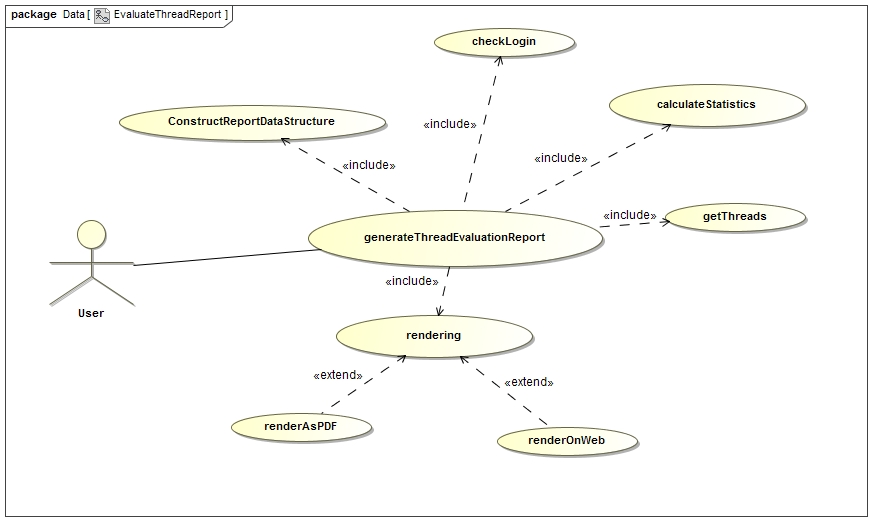 package Data [ EvaluateThreadReport ]
checkLogin
calculateStatistics
ConstructReportDataStructure
«include»
«include»
«include»
getThreads
«include»
generateThreadEvaluationReport
«include»
User
rendering
«extend»
«extend»
renderAsPDF
renderOnWeb